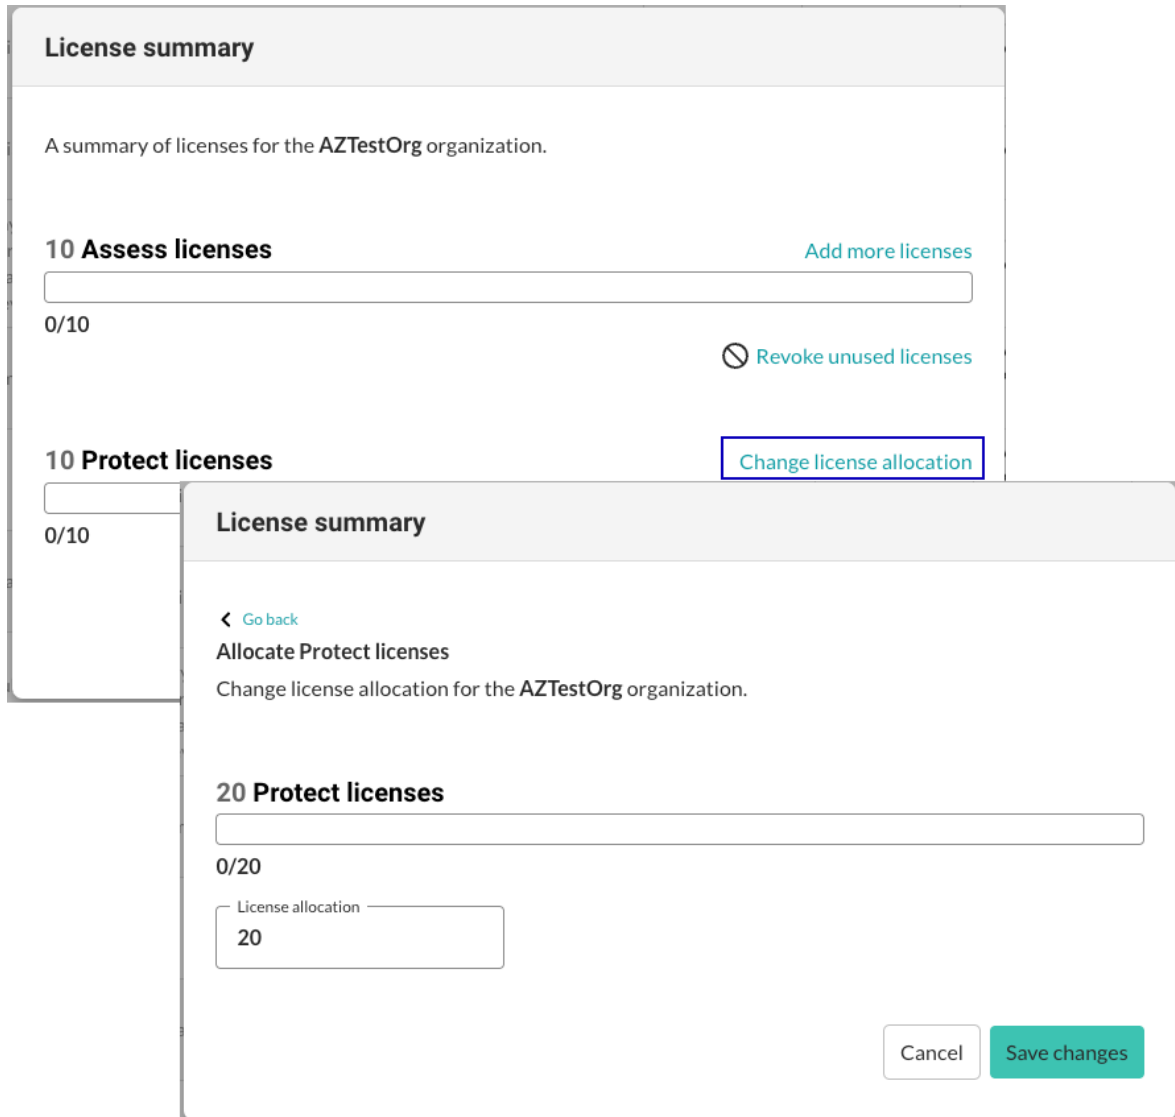 License summary
A summary of licenses for the AZTestOrg organization.
10 Assess licenses
Add more licenses
0/10
Revoke unused licenses
10 Protect licenses
Change license allocation
0/10
License summary
Go back
Allocate Protect licenses
Change license allocation for the AZTestOrg organization.
20 Protect licenses
0/20
License allocation
20
Cancel
Save changes